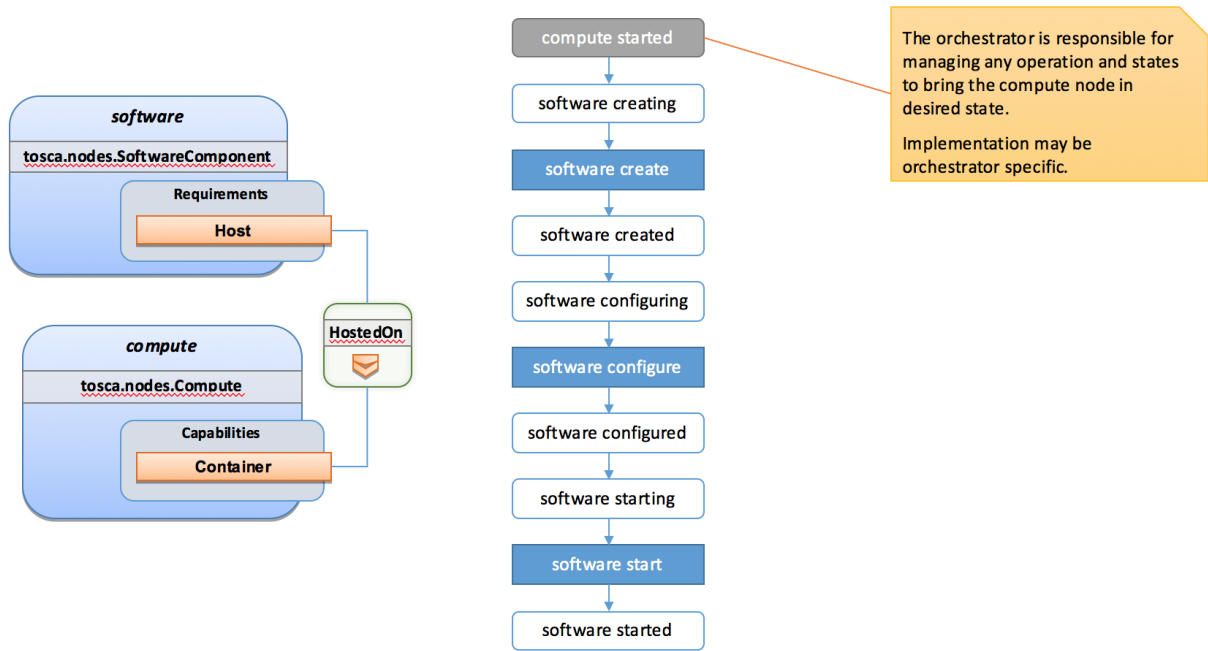 software
tosca.nodes.SoftwareComponent
Requirements
Host
HostedOn
compute
tosca.nodes.Compute
Capabilities
Container
compute started
software creating
software create
software created
software configuring
software configure
software configured
software starting
software start
software started
The orchestrator is responsible for
managing any operation and states
to bring the compute node in
desired state.
Implementation may be
orchestrator specific.